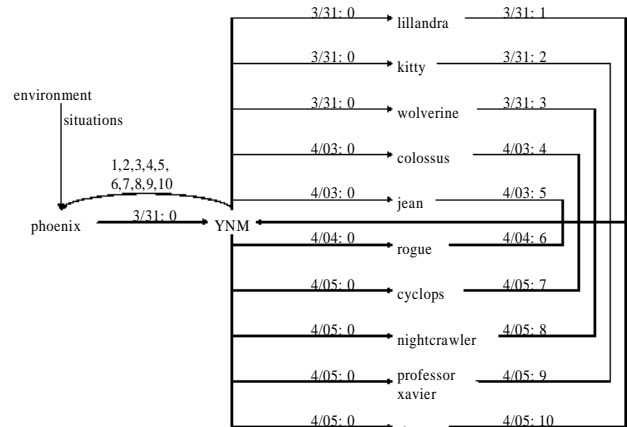 3/31: 0
lillandra
3/31: 1
3/31: 0
kitty
3/31: 2
environment
situations
3/31: 0
wolverine
3/31: 3
4/03: 0
colossus
4/03: 4
1,2,3,4,5,
6,7,8,9,10
4/03: 0
jean
4/03: 5
phoenix
3/31: 0
YNM
4/04: 0
rogue
4/04: 6
4/05: 0
cyclops
4/05: 7
4/05: 0
nightcrawler
4/05: 8
4/05: 0
professor
xavier
4/05: 9
4/05: 0
4/05: 10